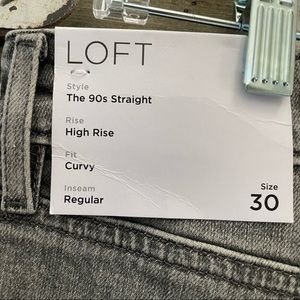 LOFT
Style
The 90s Straight
Rise
High Rise
Fit
Curvy
Inseam
Regular
Size
30